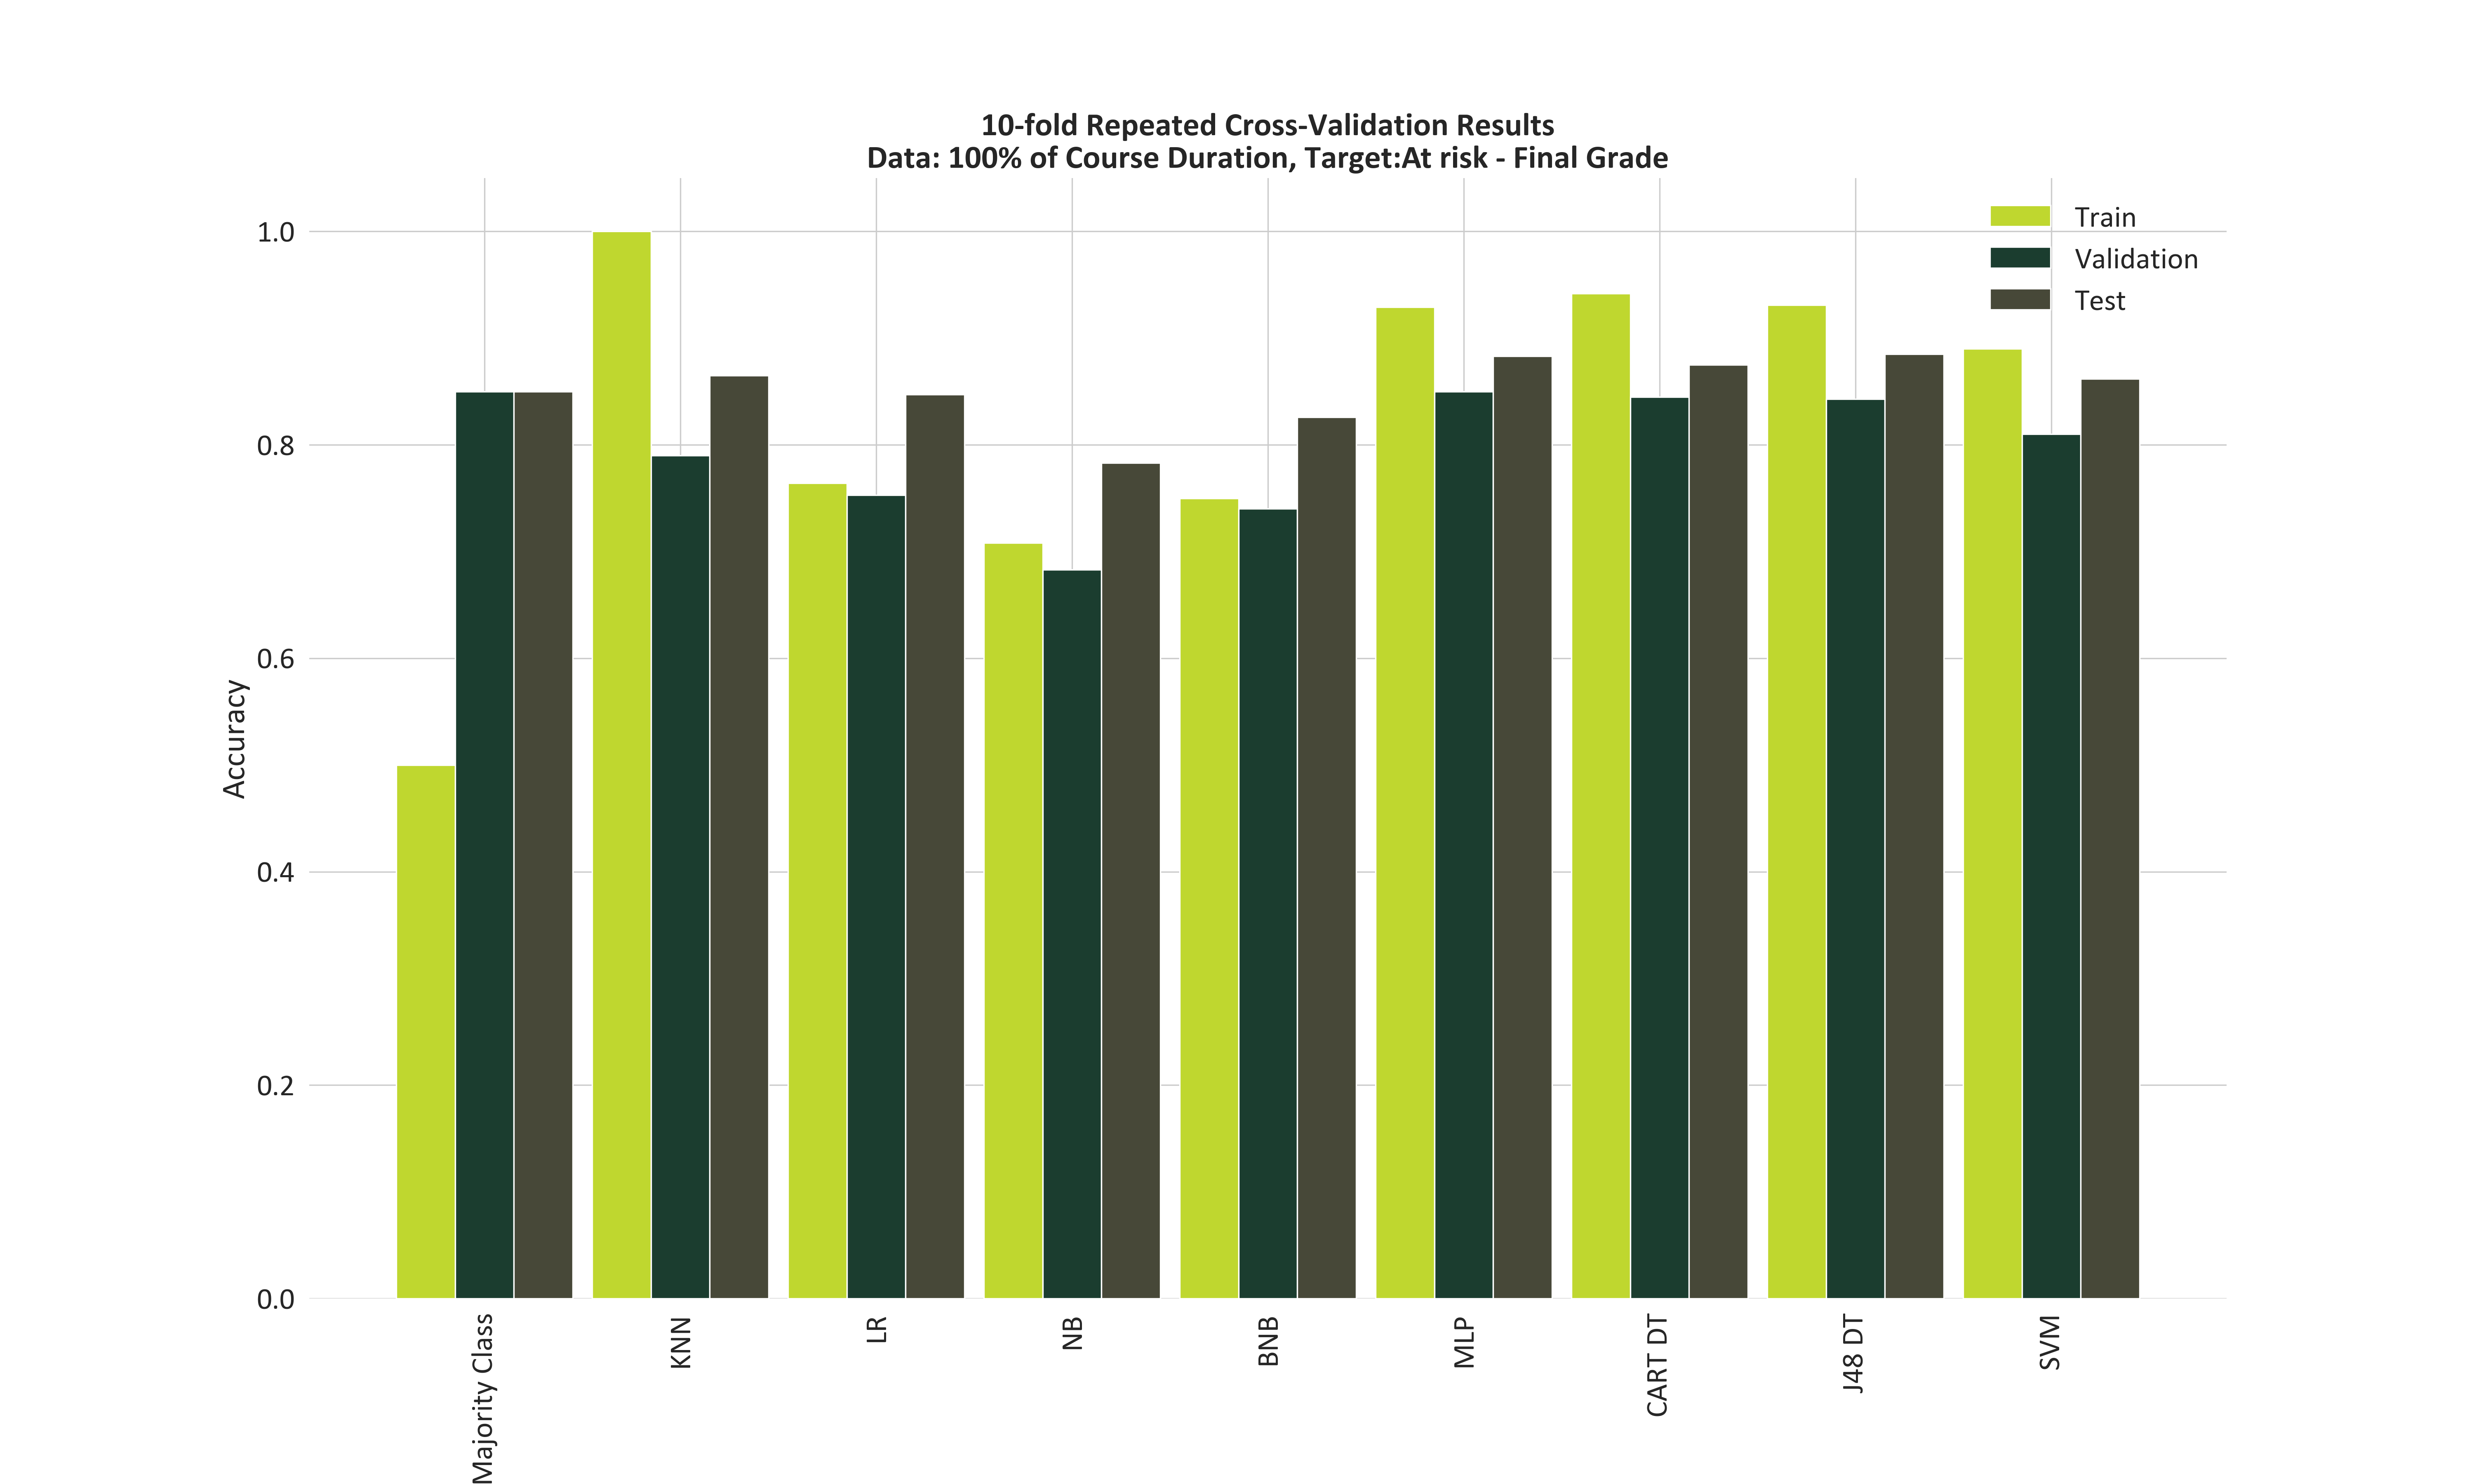 10-fold Repeated Cross-Validation Results
Data: 100% of Course Duration, Target:At risk - Final Grade
Train
Validation
Test
Accuracy
1.0
0.8
0.6
0.4
0.2
0.0
Majority Class
KNN
LR
NB
BNB
MLP
CART DT
J48 DT
SVM